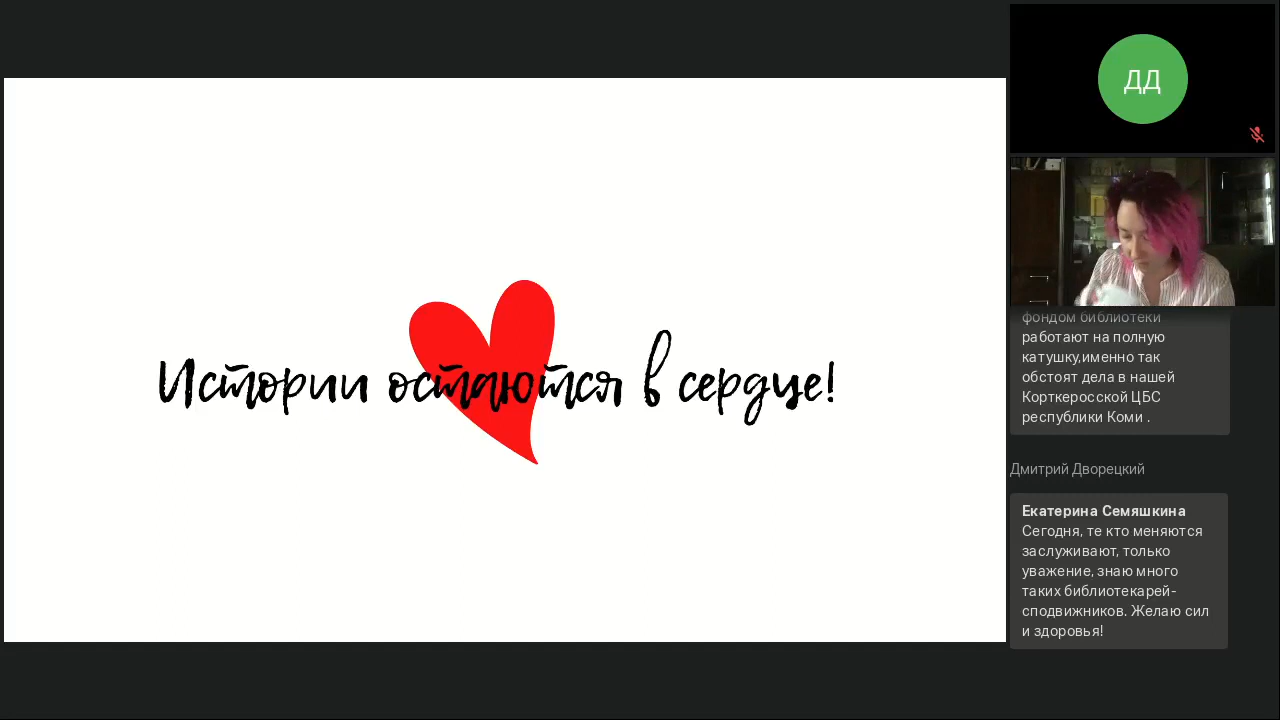 Истории остаются в сердце!
ДД
фондом библиотеки
работают на полную
катушку,именно так
обстоят дела в нашей
Корткеросской ЦБС
республики Коми .
Дмитрий Дворецкий
Екатерина Семяшкина
Сегодня, те кто меняются
заслуживают, только
уважение, знаю много
таких библиотекарей-
сподвижников. Желаю сил
и здоровья!